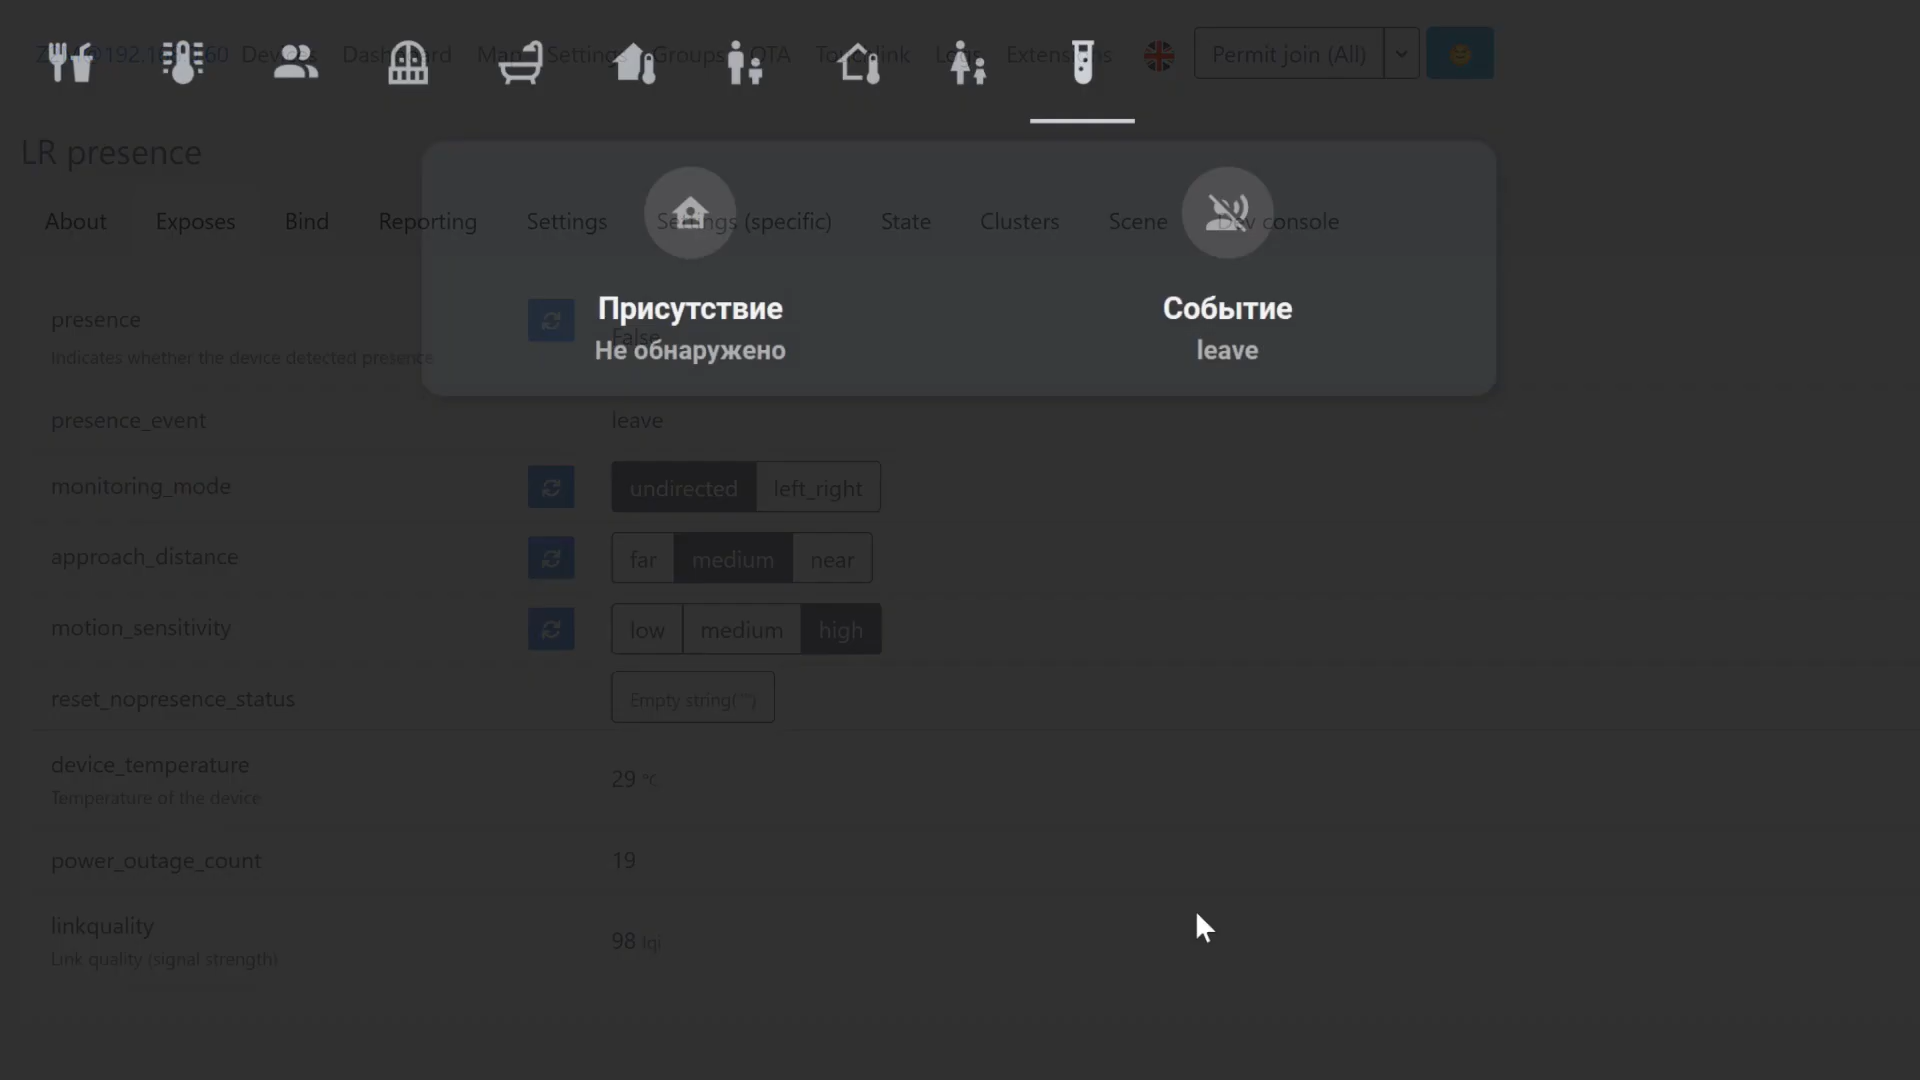 Z2M@192.168.1.60 Devices Dashboard Map Settings Groups OTA Touchlink Logs Extensions Permit join (All)
LR presence
About Exposes Bind Reporting Settings Settings (specific) State Clusters Scene Dev console
Присутствие
Не обнаружено
Событие
leave
presence
Indicates whether the device detected presence
False
presence_event
leave
monitoring_mode
undirected left_right
approach_distance
far medium near
motion_sensitivity
low medium high
reset_nopresence_status
Empty string("")
device_temperature
Temperature of the device
29 °C
power_outage_count
19
linkquality
Link quality (signal strength)
98 lqi